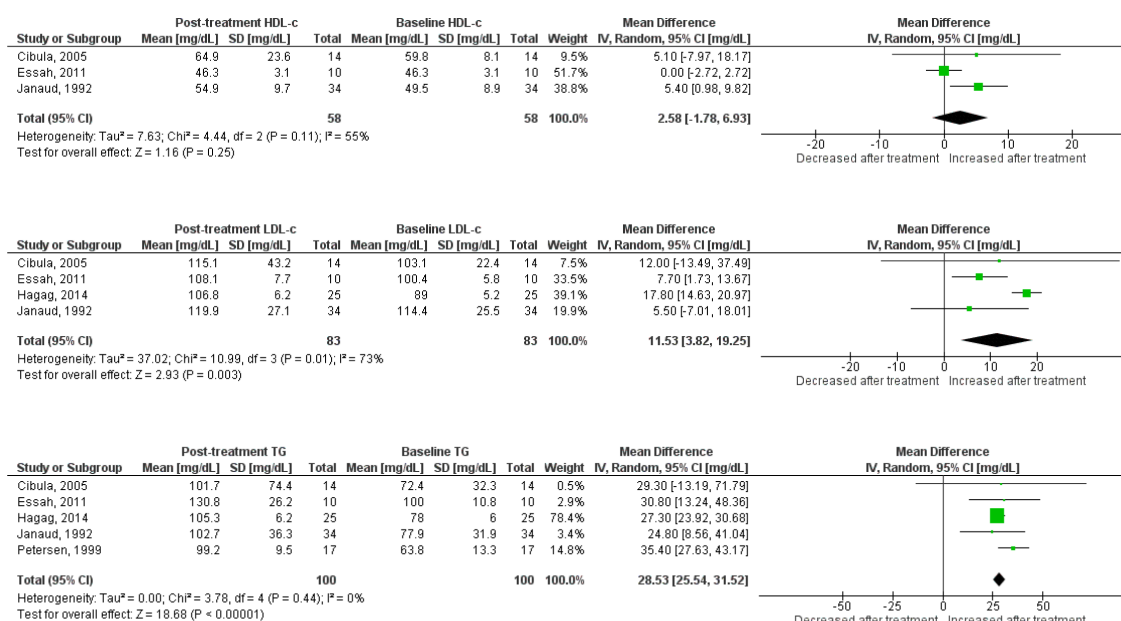 Post-treatment HDL-c Baseline HDL-c Mean Difference Mean Difference
Study or Subgroup Mean [mg/dL] SD [mg/dL] Total Mean [mg/dL] SD [mg/dL] Total Weight IV, Random, 95% CI [mg/dL] IV, Random, 95% CI [mg/dL]
Cibula, 2005 64.9 23.6 14 59.8 8.1 14 9.5% 5.10 [-7.97, 18.17]
Essah, 2011 46.3 3.1 10 46.3 3.1 10 51.7% 0.00 [-2.72, 2.72]
Janaud, 1992 54.9 9.7 34 49.5 8.9 34 38.8% 5.40 [0.98, 9.82]
Total (95% CI) 58 58 100.0% 2.58 [-1.78, 6.93]
Heterogeneity: Tau² = 7.63; Chi² = 4.44, df = 2 (P = 0.11); I² = 55%
Test for overall effect: Z = 1.16 (P = 0.25)
-20 -10 0 10 20
Decreased after treatment Increased after treatment
Post-treatment LDL-c Baseline LDL-c Mean Difference Mean Difference
Study or Subgroup Mean [mg/dL] SD [mg/dL] Total Mean [mg/dL] SD [mg/dL] Total Weight IV, Random, 95% CI [mg/dL] IV, Random, 95% CI [mg/dL]
Cibula, 2005 115.1 43.2 14 103.1 22.4 14 7.5% 12.00 [-13.49, 37.49]
Essah, 2011 108.1 7.7 10 100.4 5.8 10 33.5% 7.70 [1.73, 13.67]
Hagag, 2014 106.8 6.2 25 89 5.2 25 39.1% 17.80 [14.63, 20.97]
Janaud, 1992 119.9 27.1 34 114.4 25.5 34 19.9% 5.50 [-7.01, 18.01]
Total (95% CI) 83 83 100.0% 11.53 [3.82, 19.25]
Heterogeneity: Tau² = 37.02; Chi² = 10.99, df = 3 (P = 0.01); I² = 73%
Test for overall effect: Z = 2.93 (P = 0.003)
-20 -10 0 10 20
Decreased after treatment Increased after treatment
Post-treatment TG Baseline TG Mean Difference Mean Difference
Study or Subgroup Mean [mg/dL] SD [mg/dL] Total Mean [mg/dL] SD [mg/dL] Total Weight IV, Random, 95% CI [mg/dL] IV, Random, 95% CI [mg/dL]
Cibula, 2005 101.7 74.4 14 72.4 32.3 14 0.5% 29.30 [-13.19, 71.79]
Essah, 2011 130.8 26.2 10 100 10.8 10 2.9% 30.80 [13.24, 48.36]
Hagag, 2014 105.3 6.2 25 78 6 25 78.4% 27.30 [23.92, 30.68]
Janaud, 1992 102.7 36.3 34 77.9 31.9 34 3.4% 24.80 [8.56, 41.04]
Petersen, 1999 99.2 9.5 17 63.8 13.3 17 14.8% 35.40 [27.63, 43.17]
Total (95% CI) 100 100 100.0% 28.53 [25.54, 31.52]
Heterogeneity: Tau² = 0.00; Chi² = 3.78, df = 4 (P = 0.44); I² = 0%
Test for overall effect: Z = 18.68 (P < 0.00001)
-50 -25 0 25 50
Decreased after treatment Increased after treatment